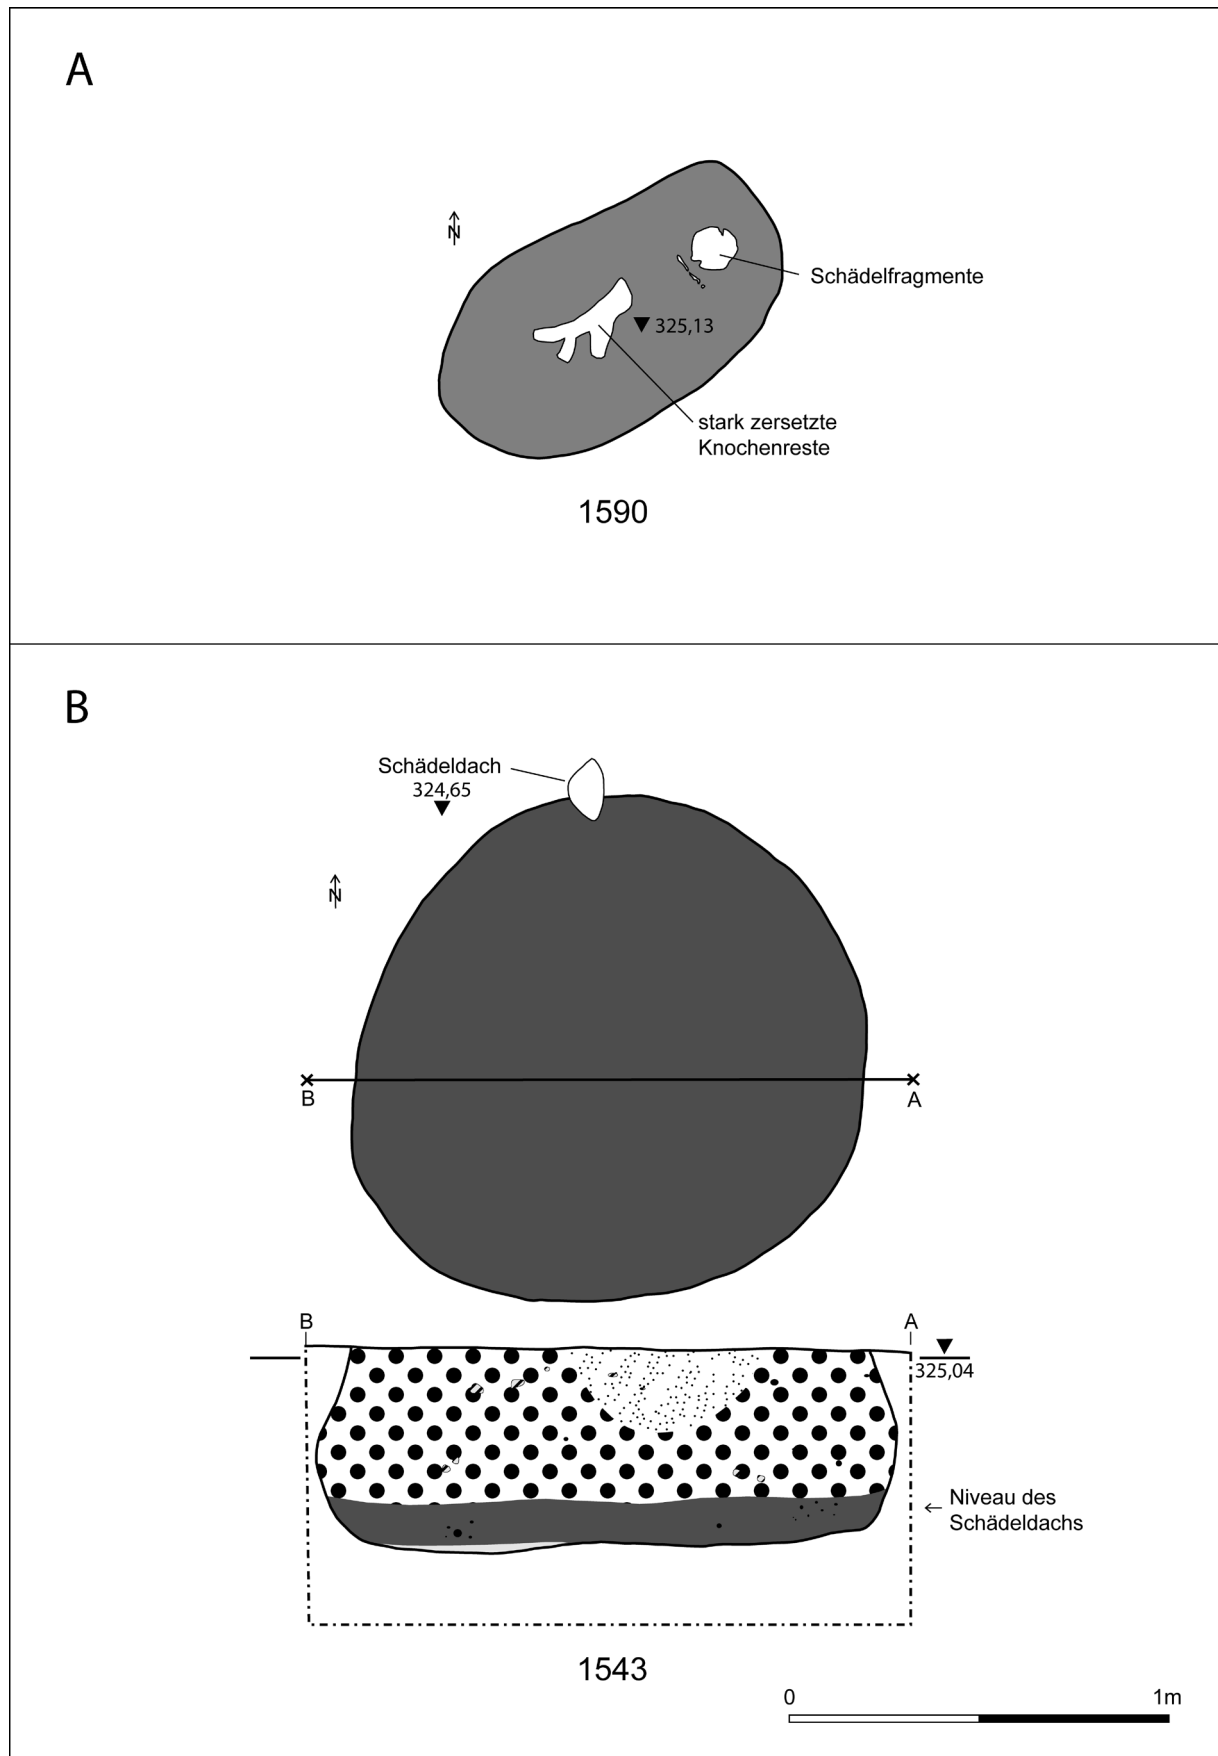 A
N
Schädelfragmente
325,13
stark zersetzte
Knochenreste
1590
B
Schädeldach
324,65
N
B
A
B
A
325,04
Niveau des
Schädeldachs
1543
0
1m